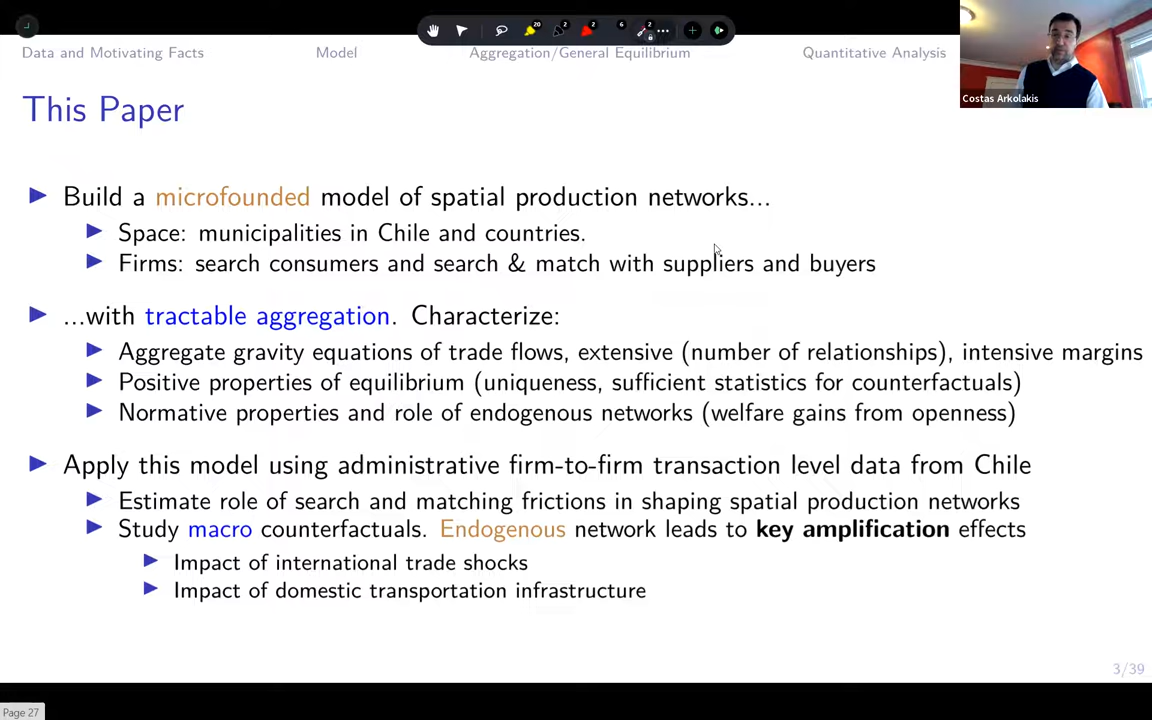 20 2 2 6 2
Data and Motivating Facts Model Aggregation/General Equilibrium Quantitative Analysis
Costas Arkolakis
This Paper
Build a microfounded model of spatial production networks...
Space: municipalities in Chile and countries.
Firms: search consumers and search & match with suppliers and buyers
...with tractable aggregation. Characterize:
Aggregate gravity equations of trade flows, extensive (number of relationships), intensive margins
Positive properties of equilibrium (uniqueness, sufficient statistics for counterfactuals)
Normative properties and role of endogenous networks (welfare gains from openness)
Apply this model using administrative firm-to-firm transaction level data from Chile
Estimate role of search and matching frictions in shaping spatial production networks
Study macro counterfactuals. Endogenous network leads to key amplification effects
Impact of international trade shocks
Impact of domestic transportation infrastructure
3/39
Page 27